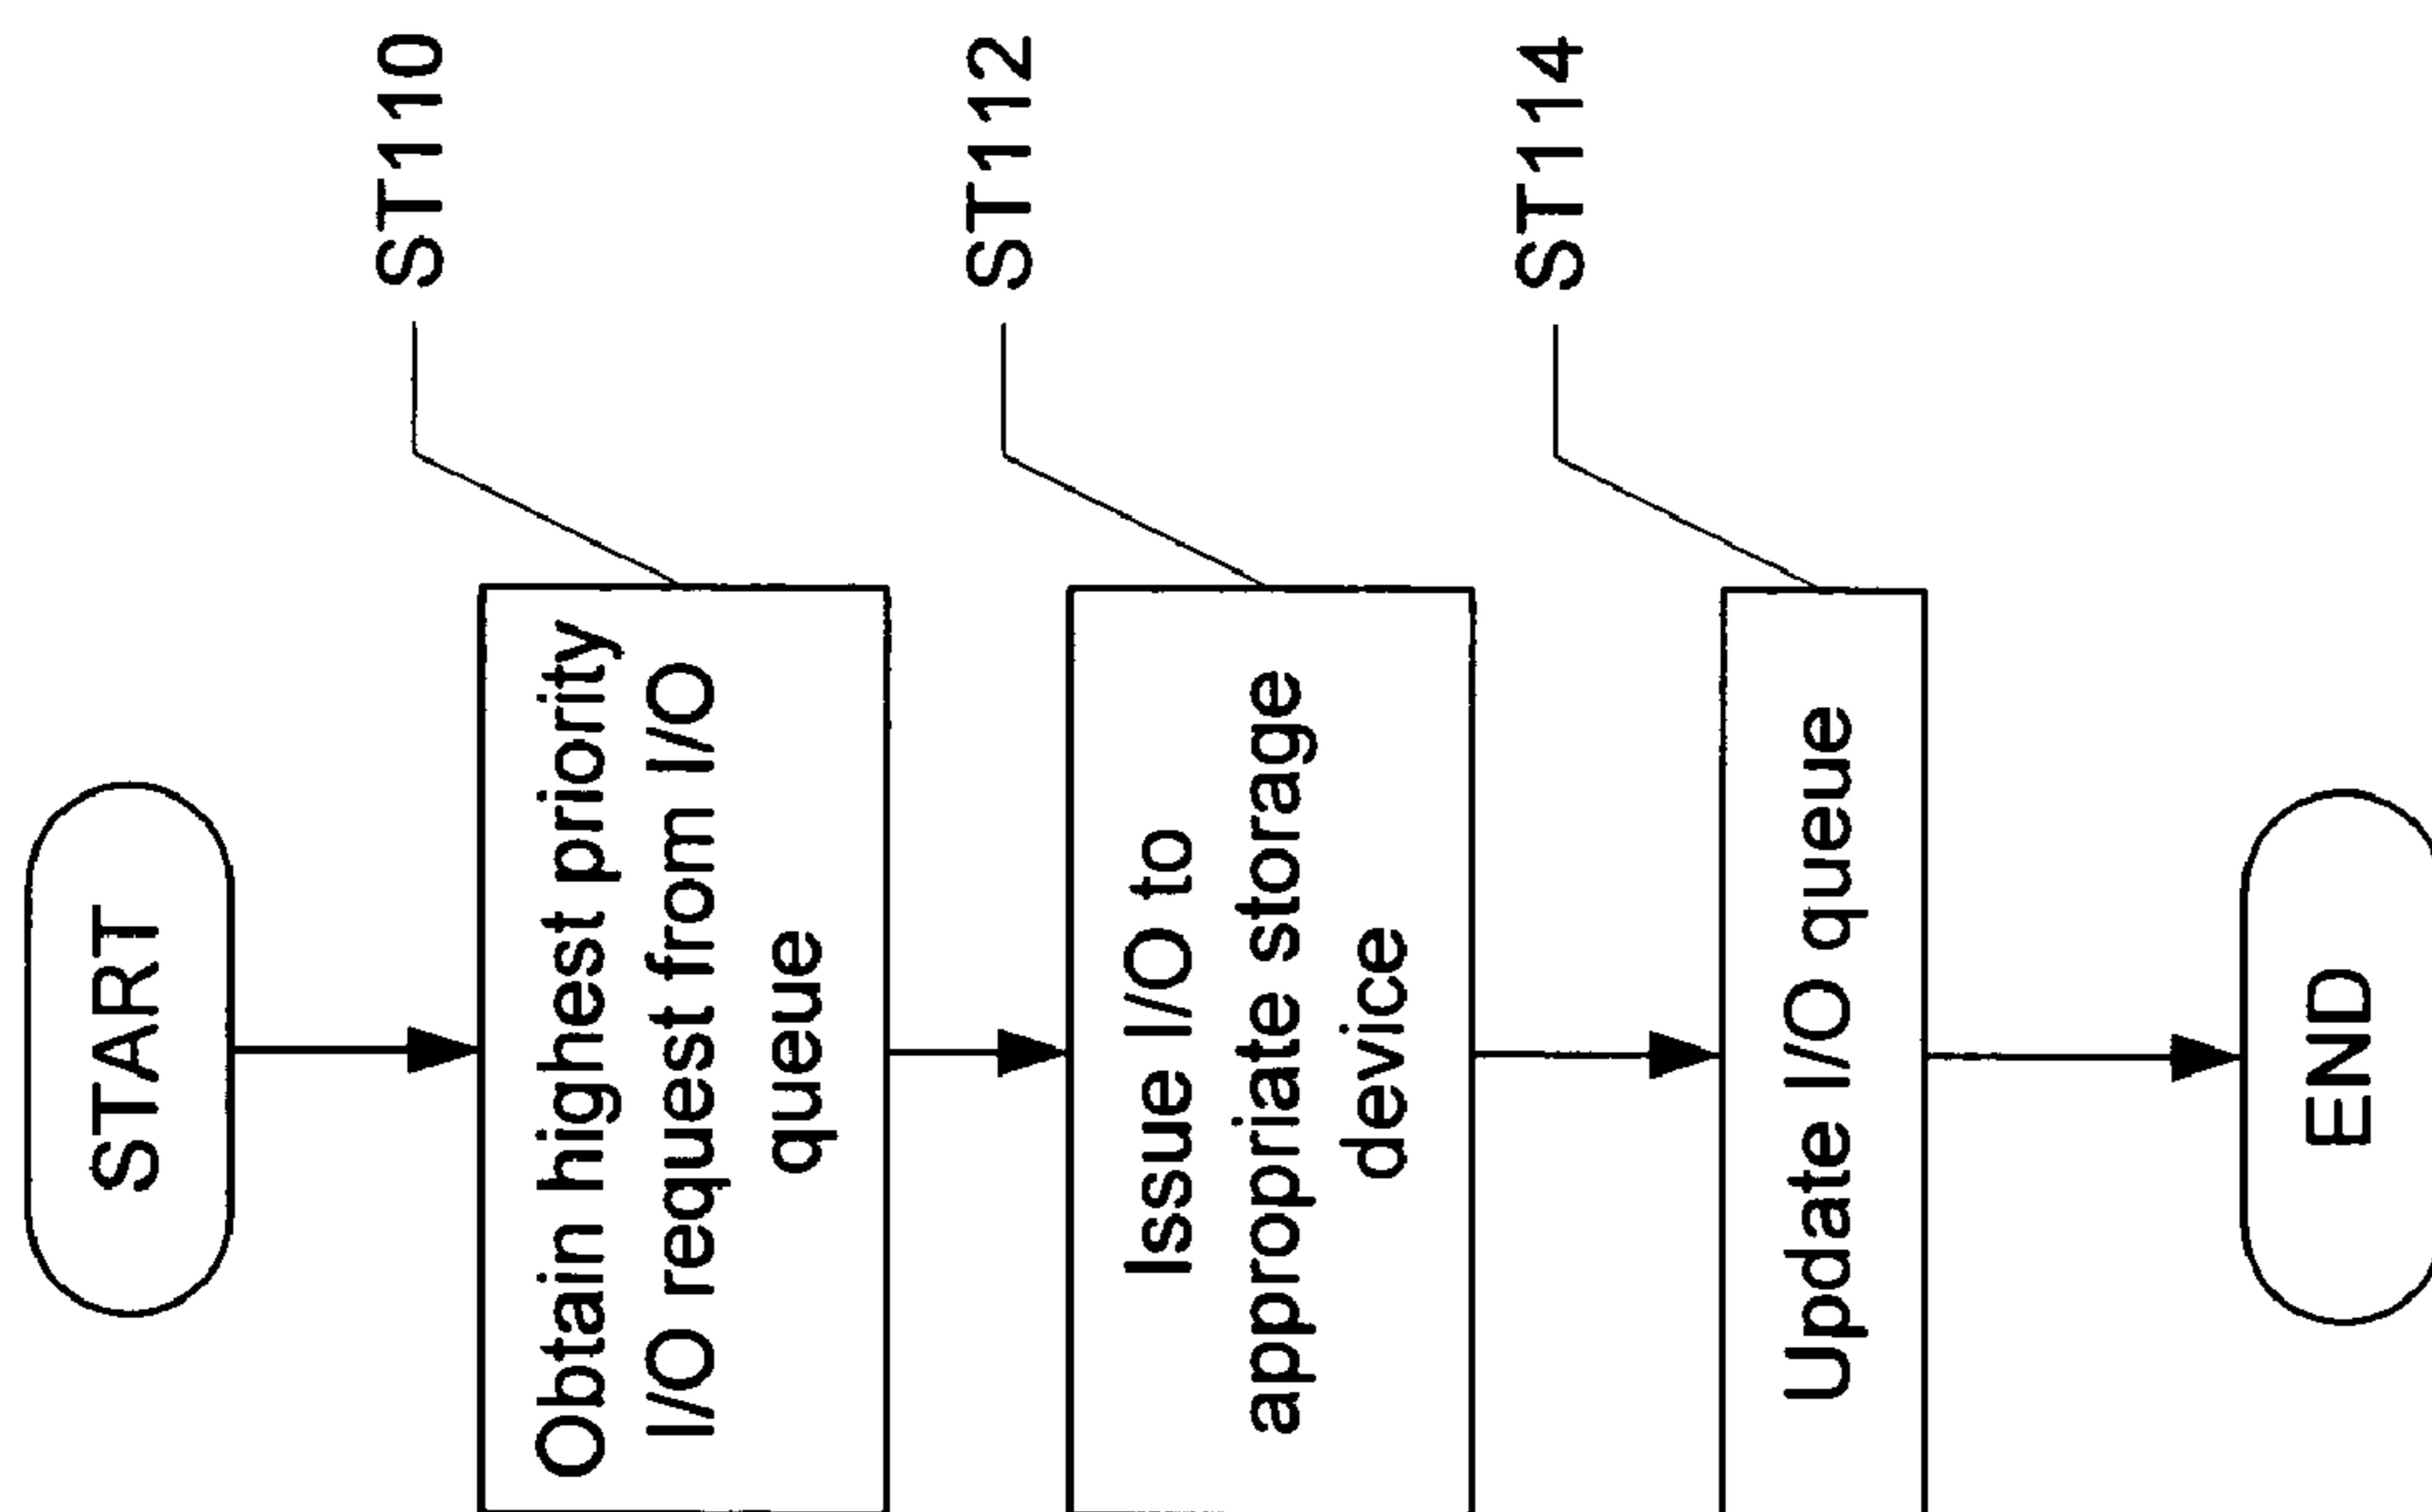 START
ST110
Obtain highest priority
I/O request from I/O
queue
ST112
Issue I/O to
appropriate storage
device
ST114
Update I/O queue
END